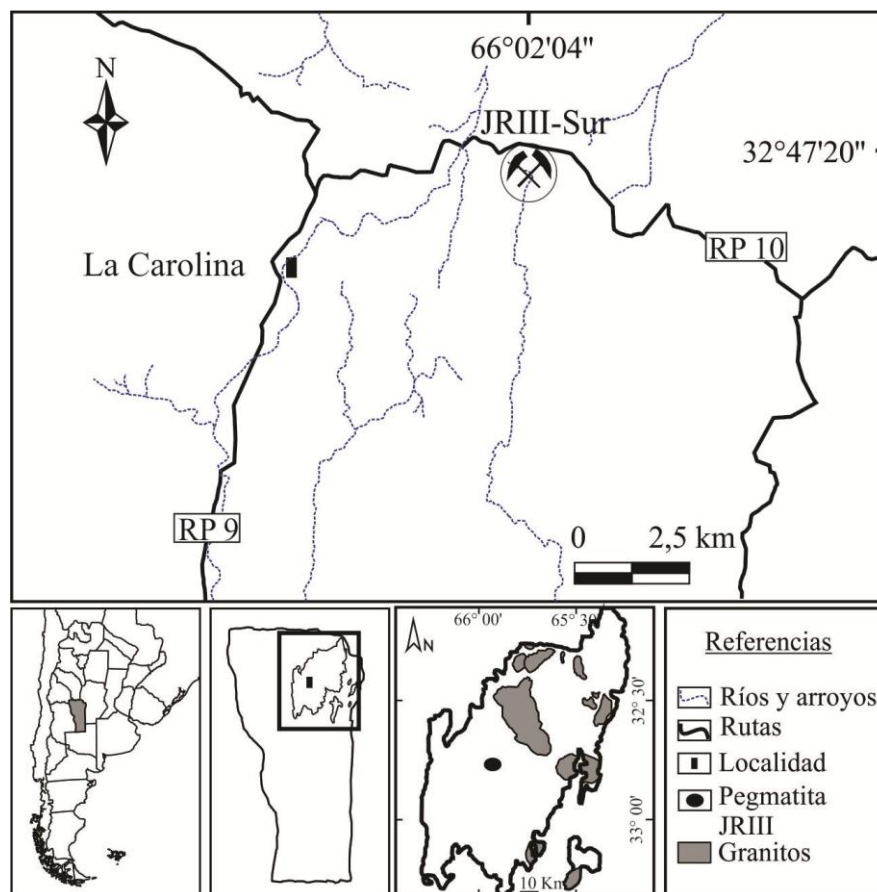 66°02'04"
N
JRIII-Sur
32°47'20"
La Carolina
RP 10
RP 9
0 2,5 km
N
66°00' 65°30'
32°30'
33°00'
10 Km
Referencias
Ríos y arroyos
Rutas
Localidad
Pegmatita
JRIII
Granitos